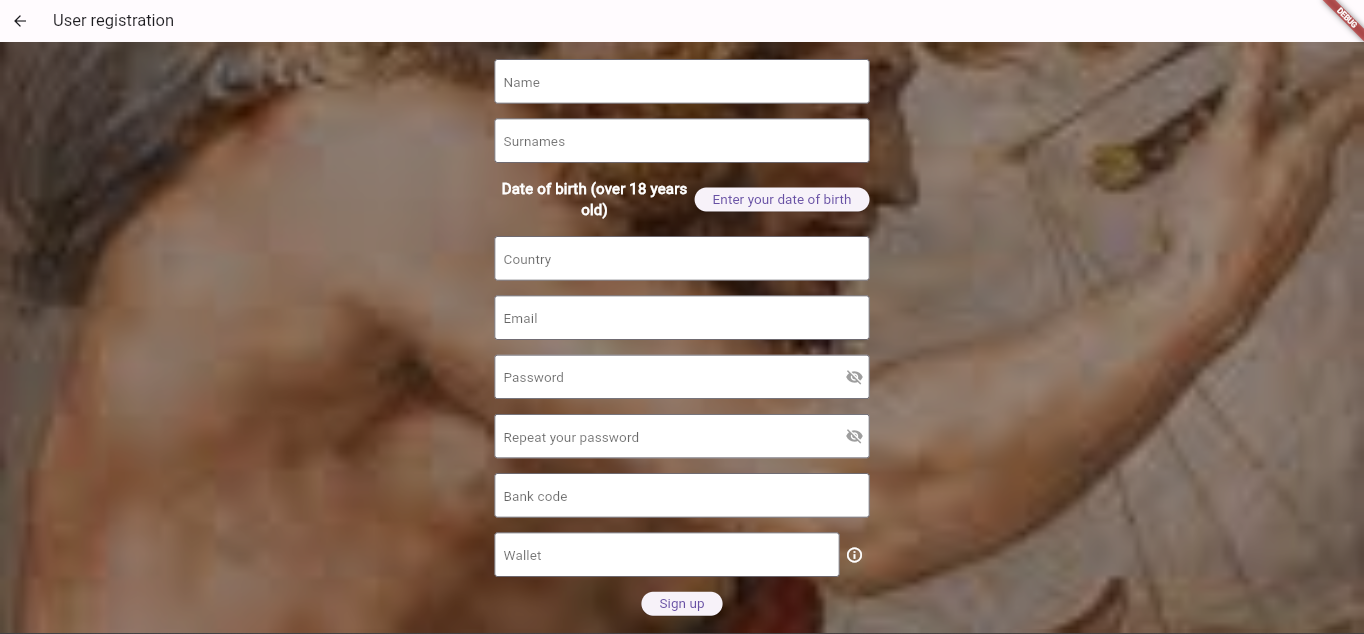 User registration
DEBUG
Name
Surnames
Date of birth (over 18 years
old)
Enter your date of birth
Country
Email
Password
Repeat your password
Bank code
Wallet
Sign up